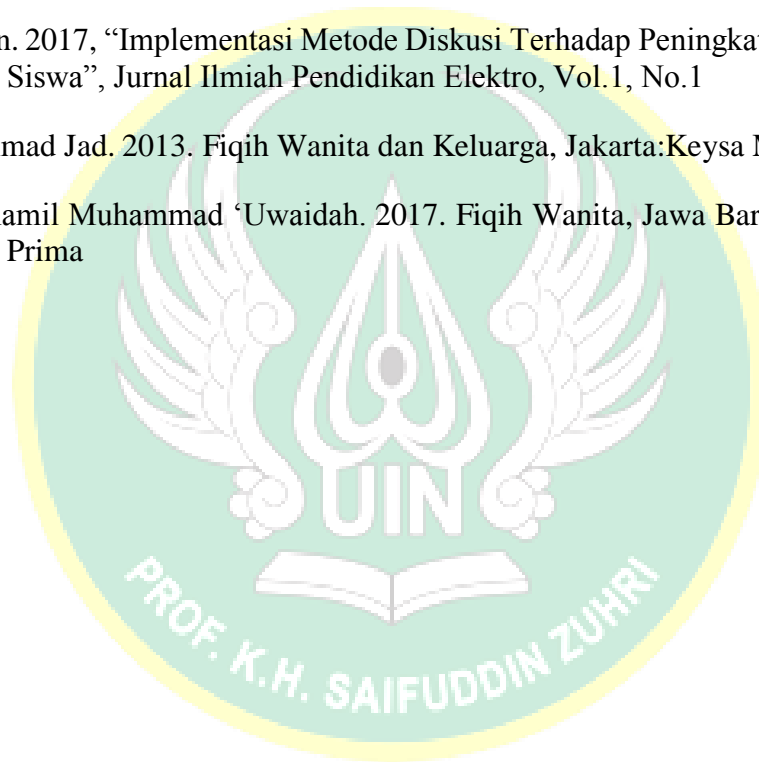 n. 2017, “Implementasi Metode Diskusi Terhadap Peningka
Siswa”, Jurnal Ilmiah Pendidikan Elektro, Vol.1, No.1
mad Jad. 2013. Fiqih Wanita dan Keluarga, Jakarta:Keysa
amil Muhammad ‘Uwaidah. 2017. Fiqih Wanita, Jawa Bar
Prima
UIN
PROF. K.H. SAIFUDDIN ZUHRI